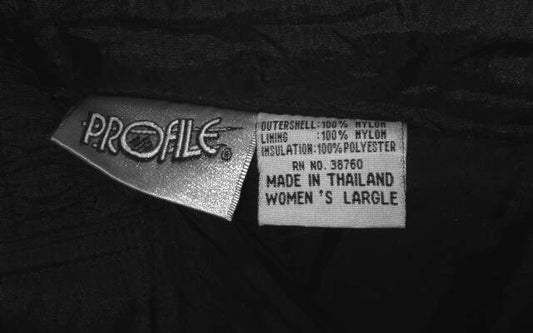 PROFILE ®
OUTERSHELL:100% NYLON
LINING :100% NYLON
INSULATION:100%POLYESTER
RN NO. 38760
MADE IN THAILAND
WOMEN 'S LARGLE